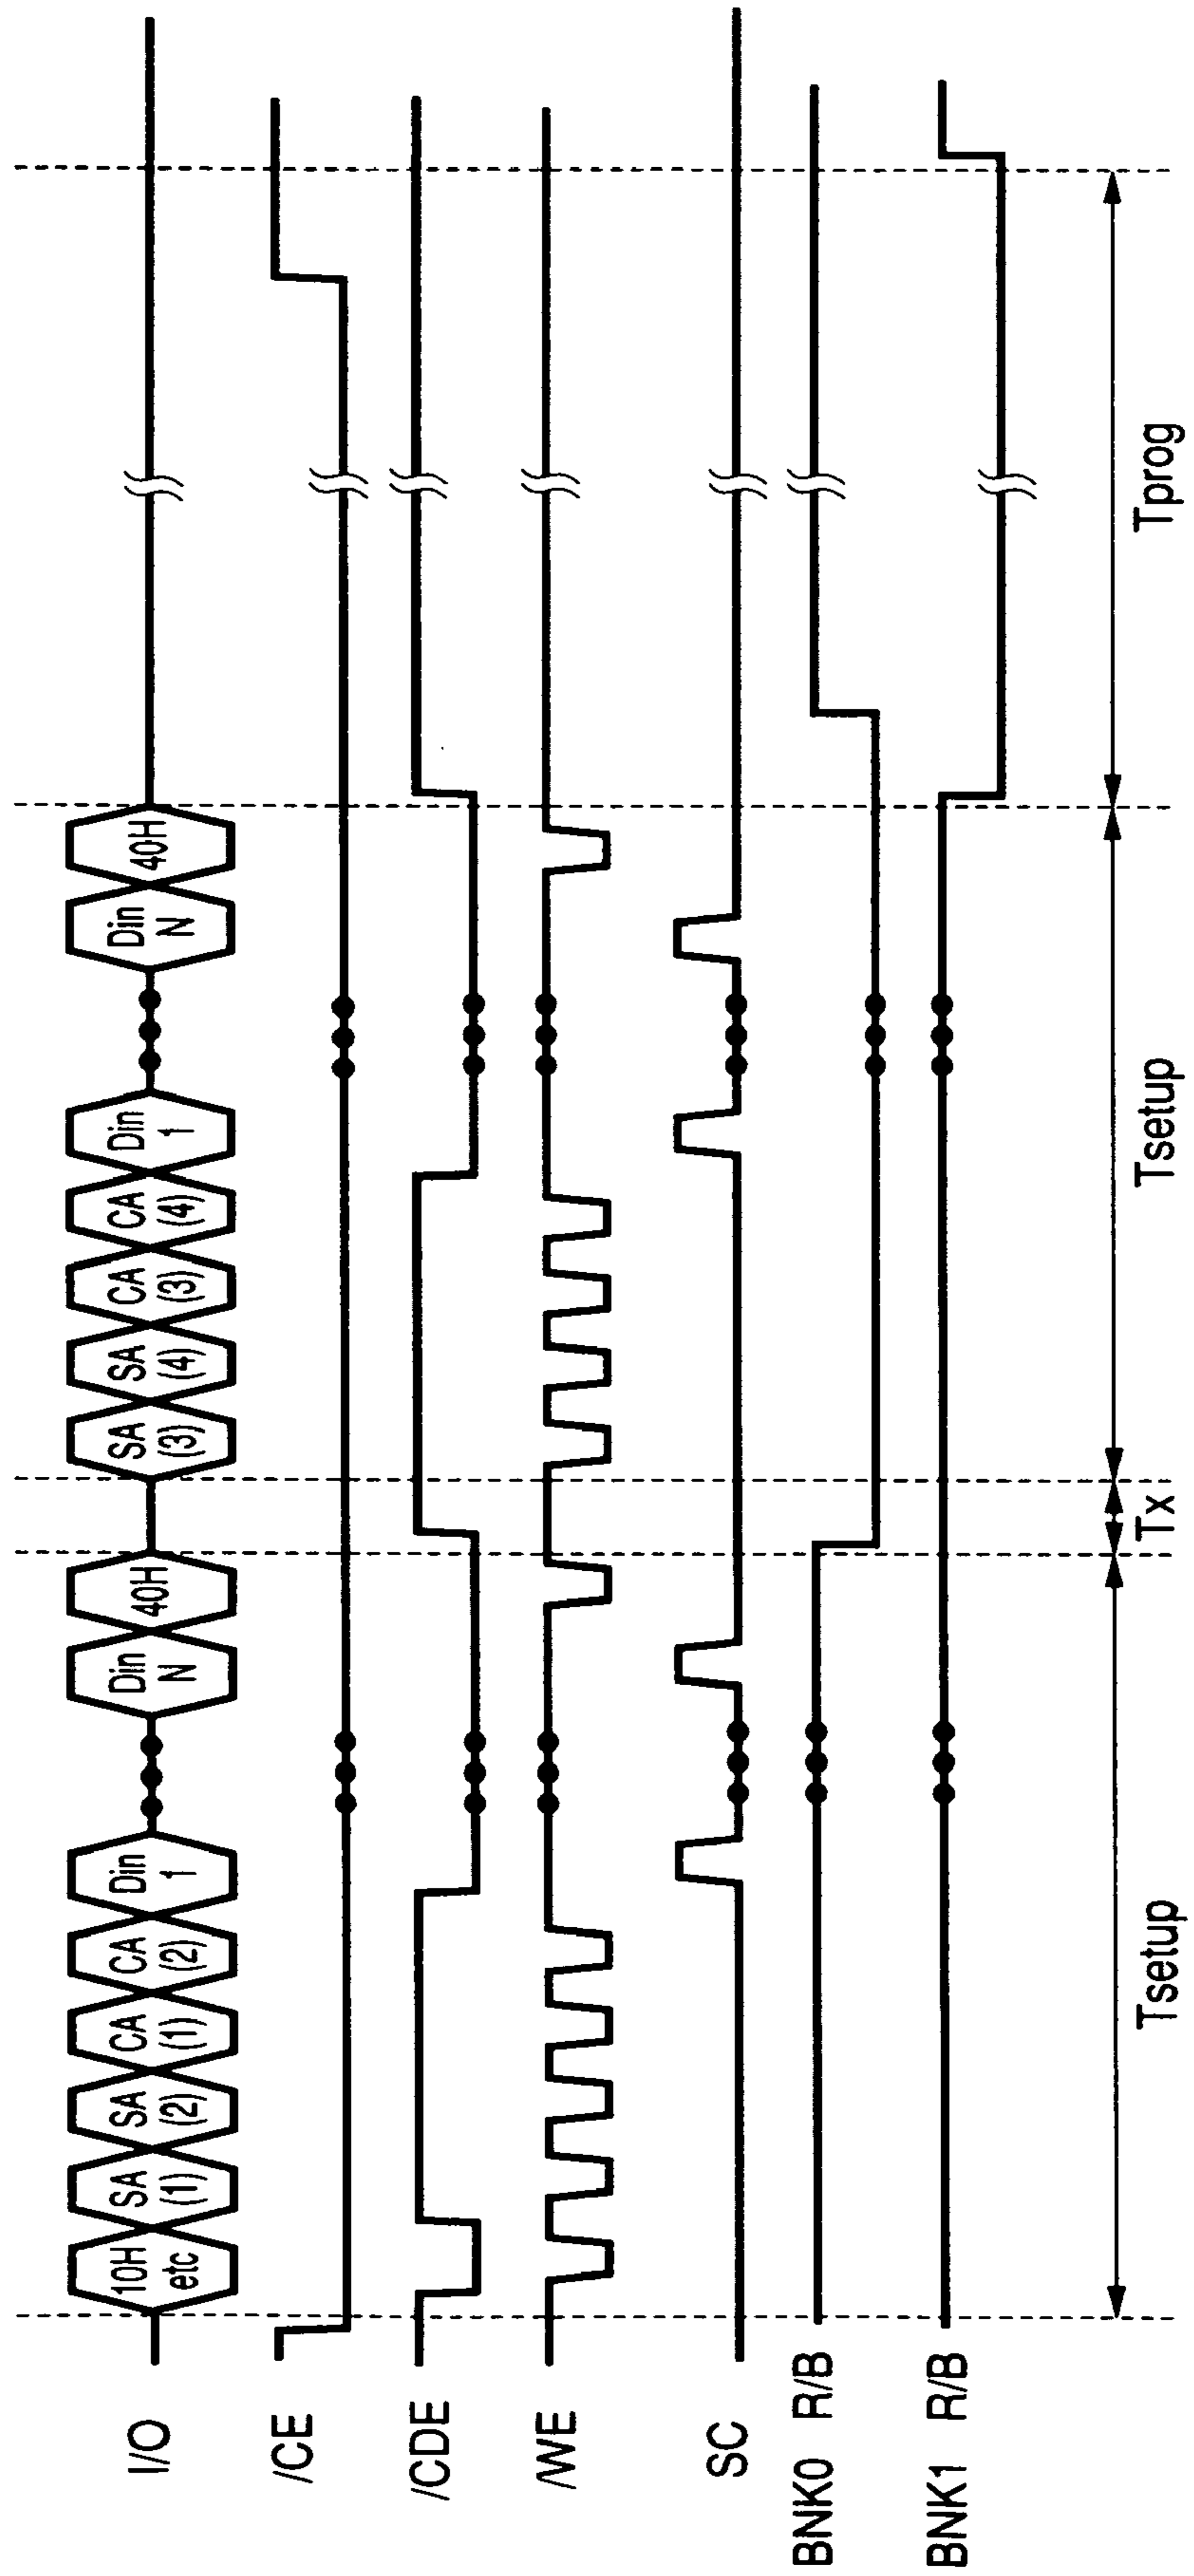 I/O
10H
etc
SA
(1)
SA
(2)
CA
(1)
CA
(2)
Din
1
Din
N
40H
SA
(3)
SA
(4)
CA
(3)
CA
(4)
Din
1
Din
N
40H
/CE
/CDE
/WE
SC
BNK0 R/B
BNK1 R/B
Tsetup
Tx
Tsetup
Tprog